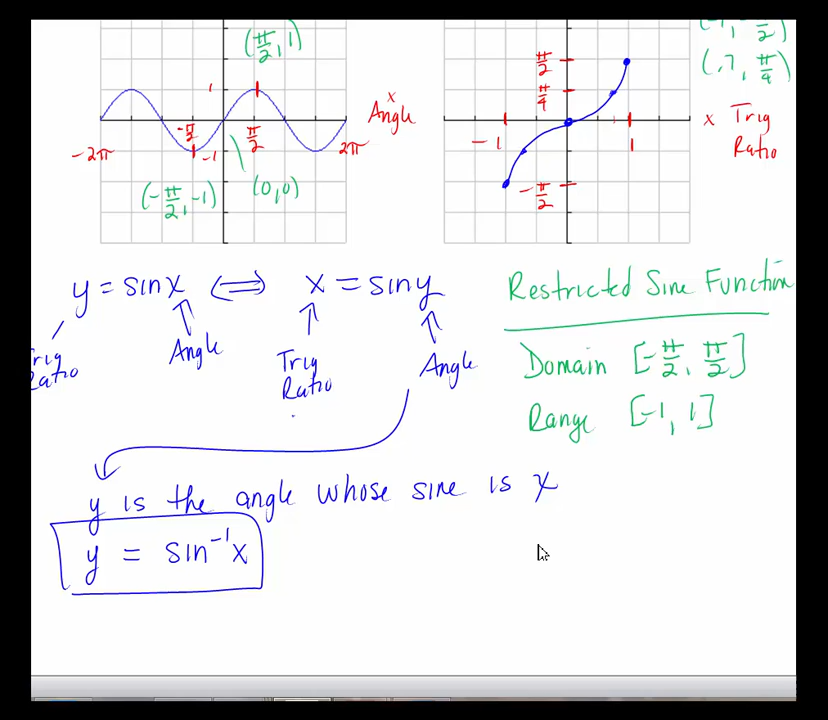 (π/2, 1)
1
-π/2
π/2
-1
-2π
2π
x
Angle
(-π/2, -1)
(0,0)
π/2
π/4
-1
1
-π/2
x Trig
Ratio
(.7, π/4)
y = sinx ⟺ x = siny
Trig
Ratio
Angle
Trig
Ratio
Angle
Restricted Sine Function
Domain [-π/2, π/2]
Range [-1, 1]
y is the angle whose sine is x
y = sin⁻¹x